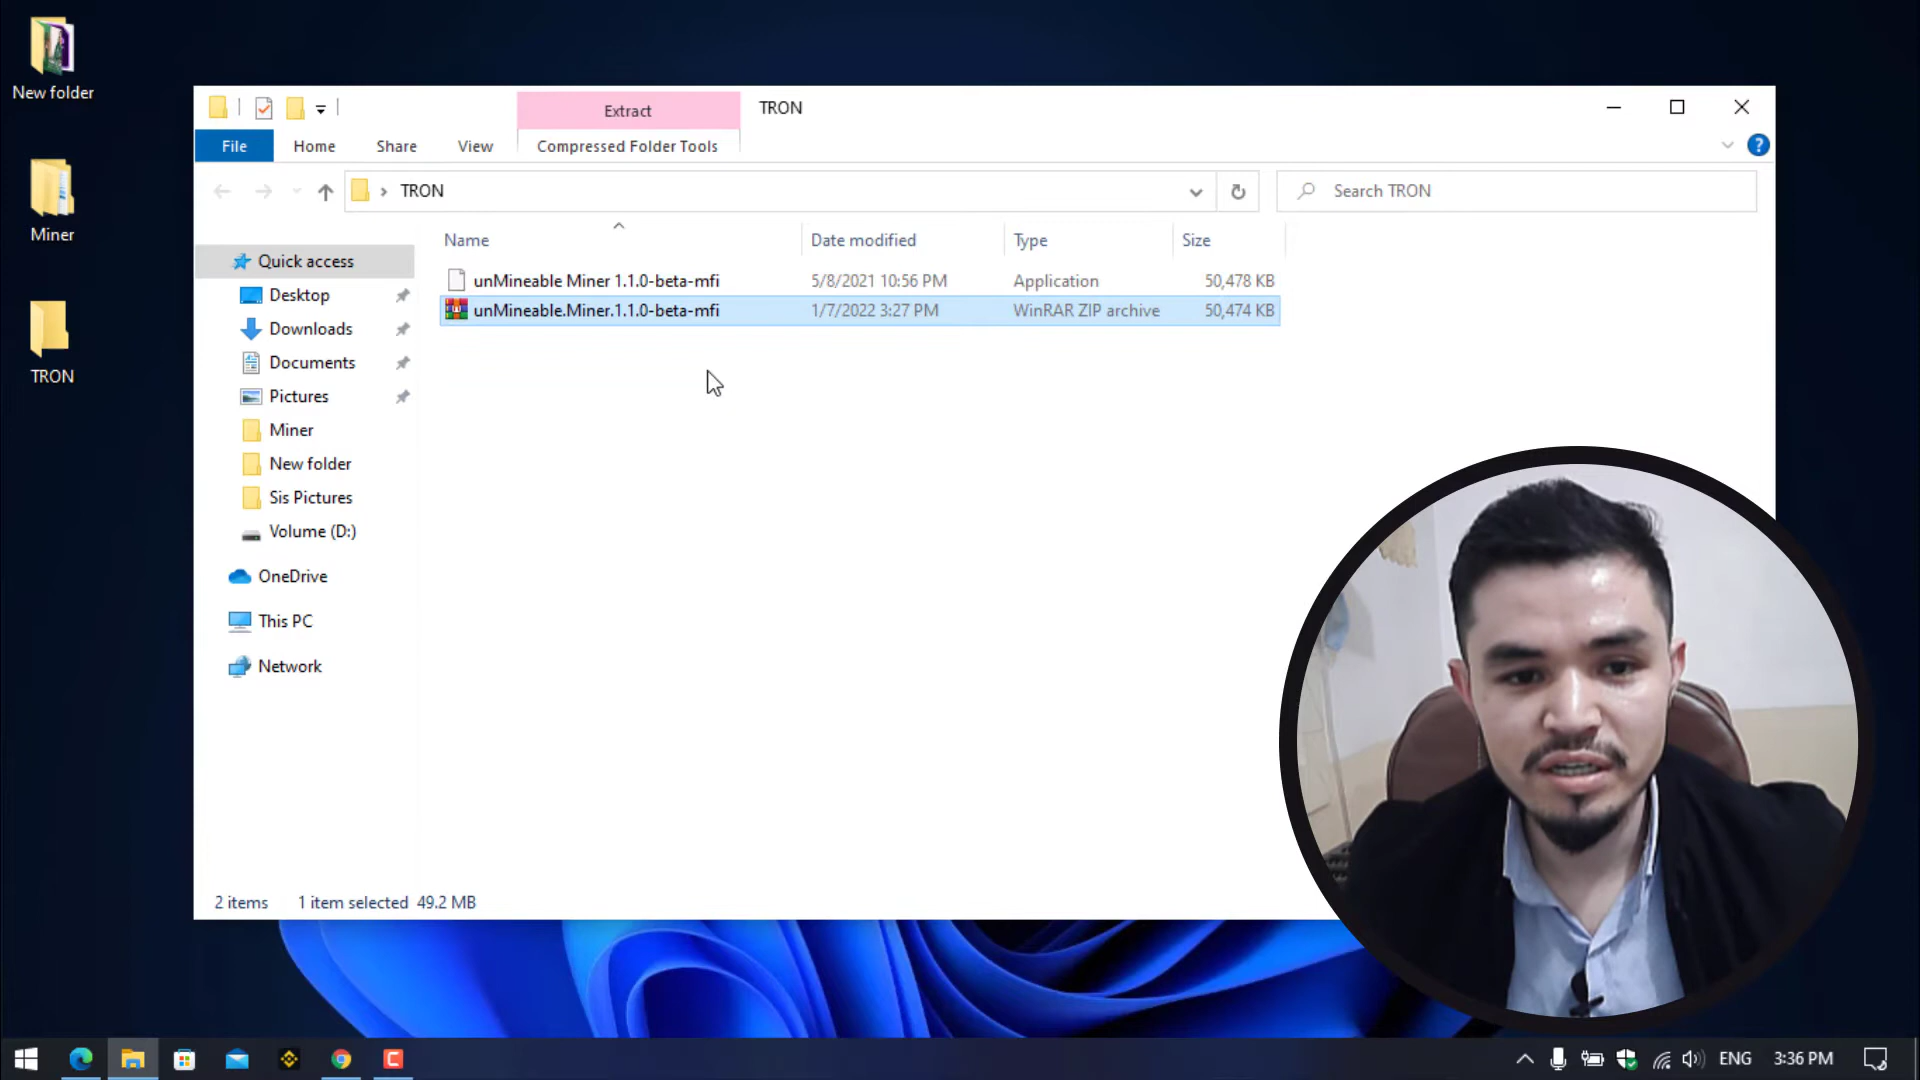 New folder
Miner
TRON
Extract
TRON
File
Home
Share
View
Compressed Folder Tools
TRON
Search TRON
Name
Date modified
Type
Size
unMineable Miner 1.1.0-beta-mfi
5/8/2021 10:56 PM
Application
50,478 KB
unMineable.Miner.1.1.0-beta-mfi
1/7/2022 3:27 PM
WinRAR ZIP archive
50,474 KB
Quick access
Desktop
Downloads
Documents
Pictures
Miner
New folder
Sis Pictures
Volume (D:)
OneDrive
This PC
Network
2 items
1 item selected 49.2 MB
ENG
3:36 PM